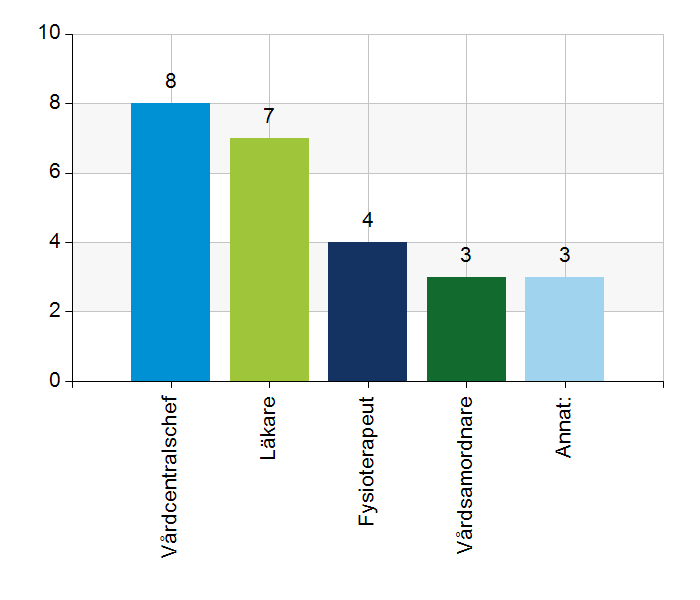 10
8
6
4
2
0
8
7
4
3
3
Vårdcentralschef
Läkare
Fysioterapeut
Vårdsamordnare
Annat: